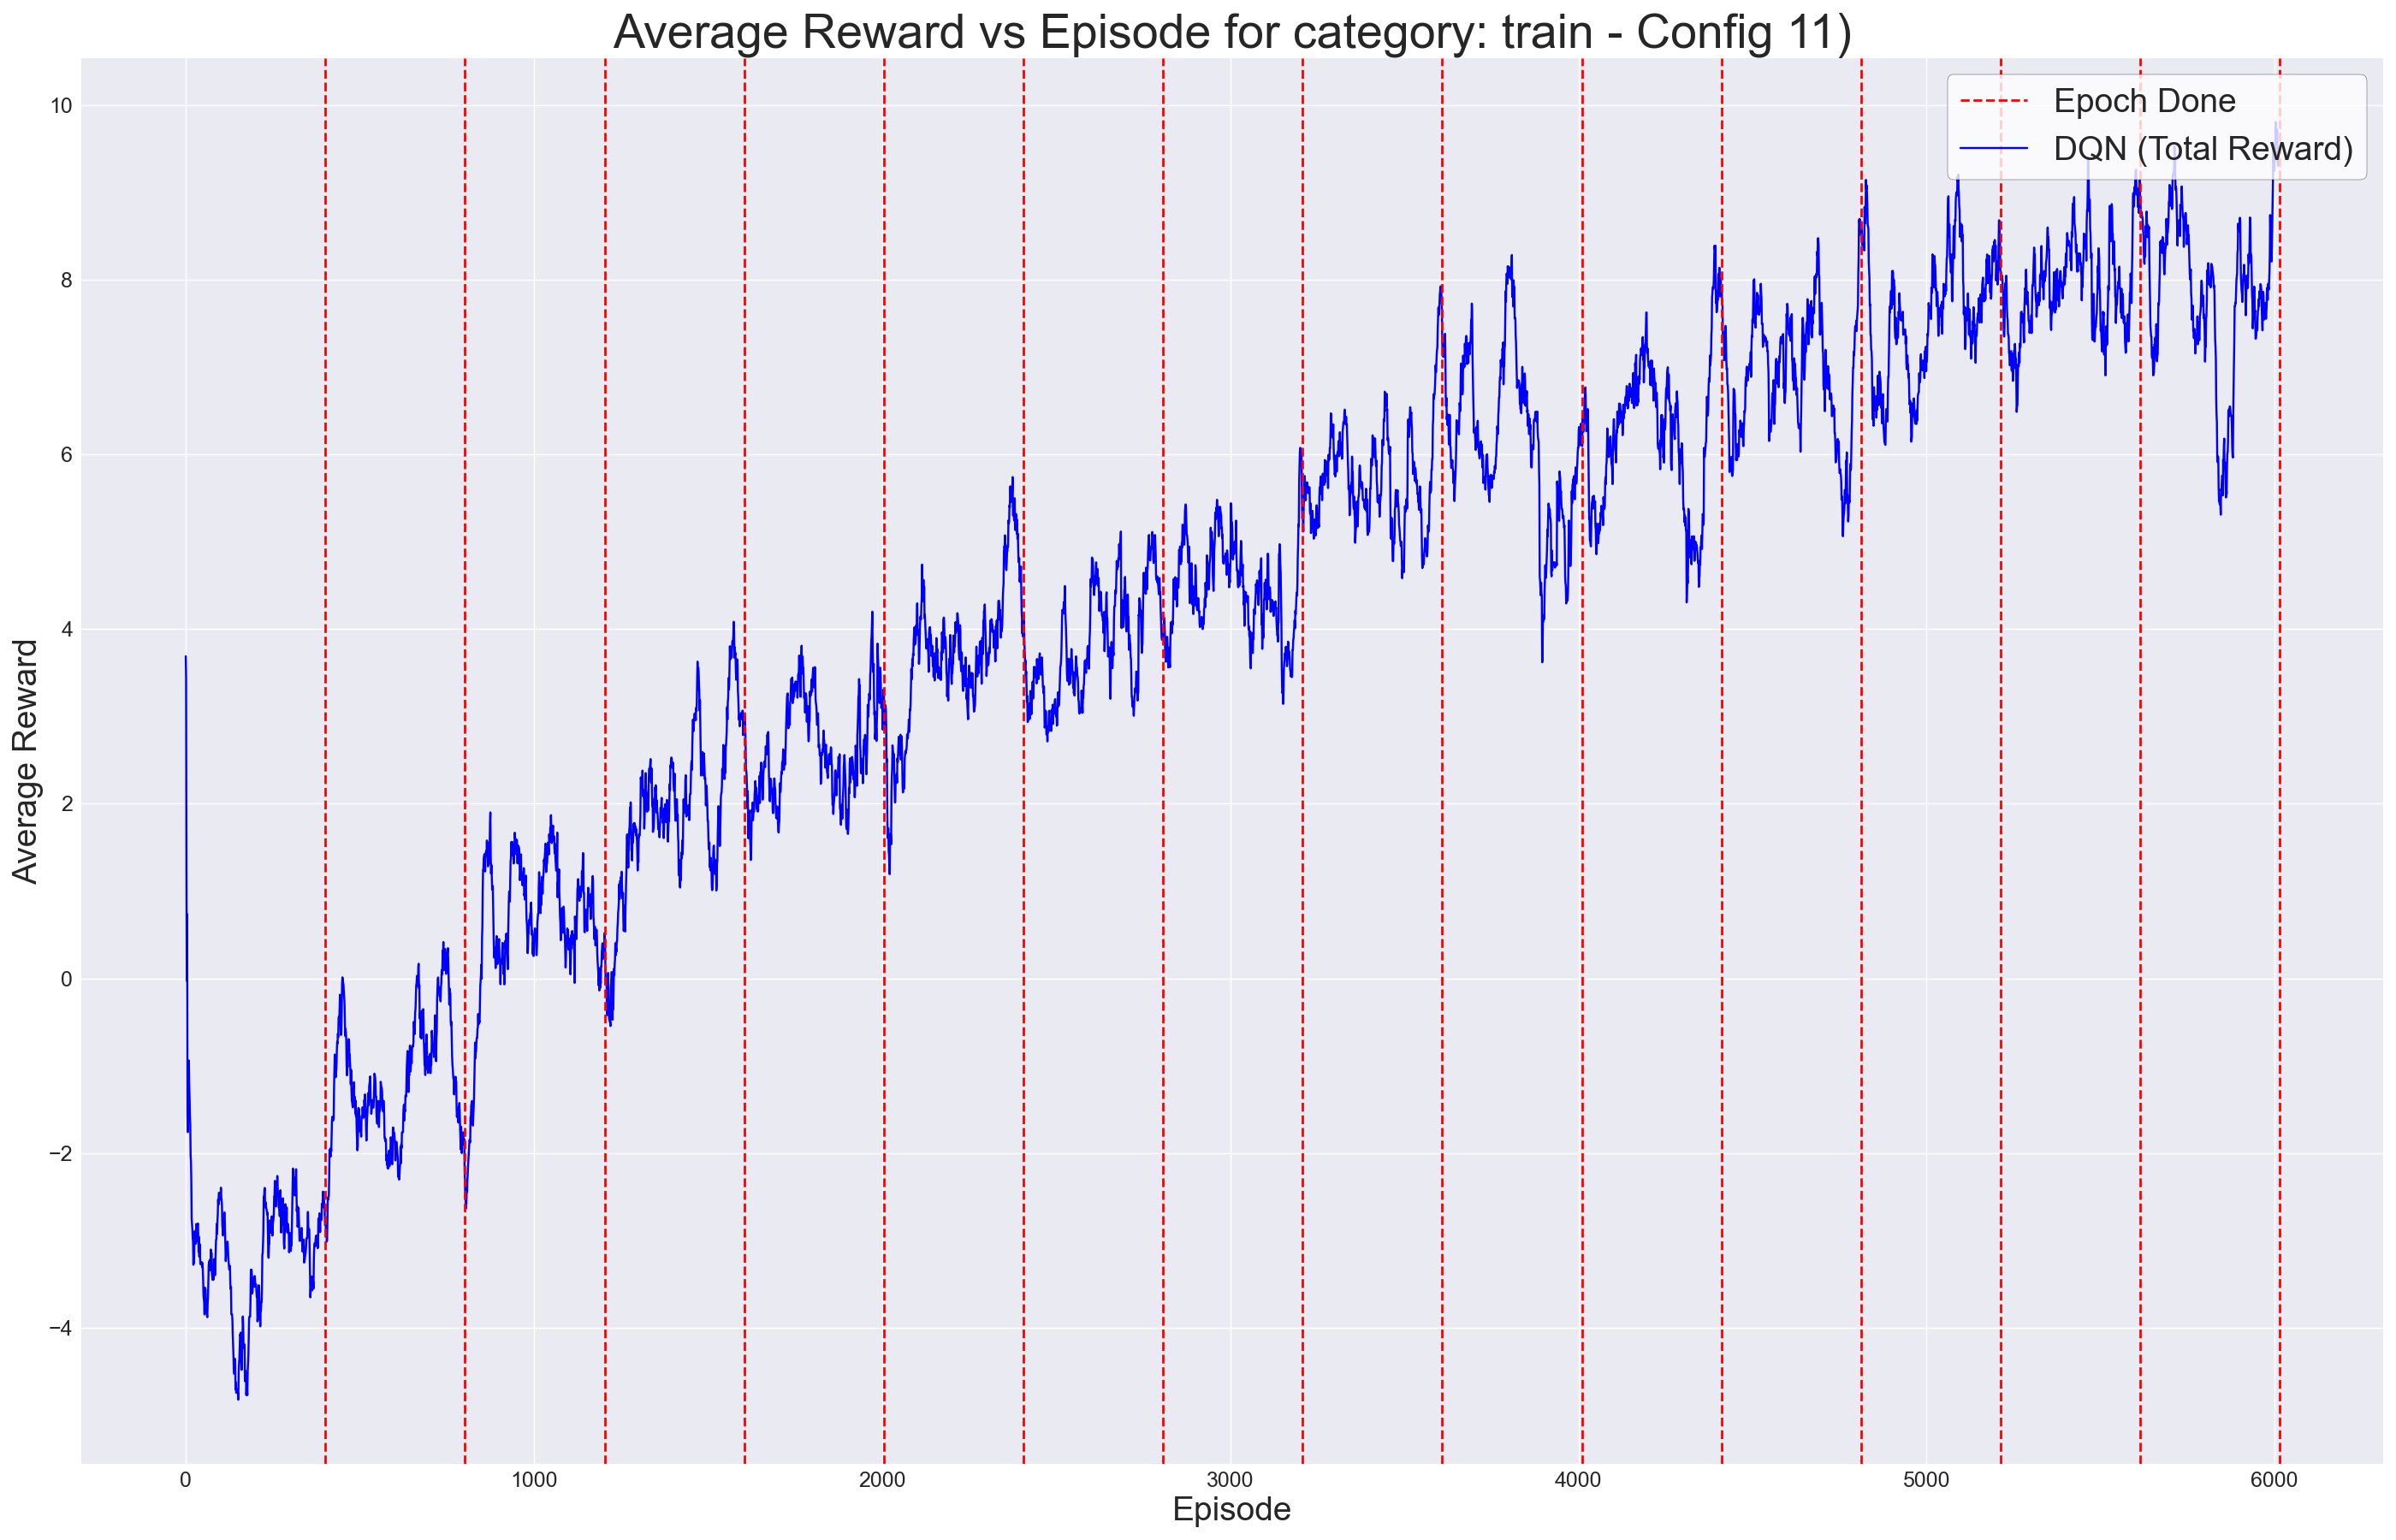 Average Reward vs Episode for category: train - Config 11)
Epoch Done
DQN (Total Reward)
10
8
6
4
2
0
−2
−4
Average Reward
0 1000 2000 3000 4000 5000 6000
Episode